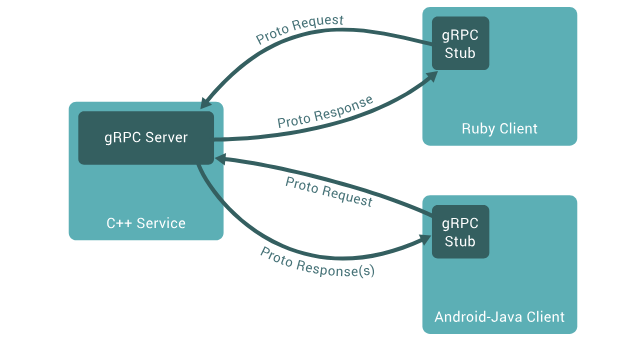 Proto Request
gRPC
Stub
Ruby Client
Proto Response
gRPC Server
C++ Service
Proto Request
gRPC
Stub
Proto Response(s)
Android-Java Client